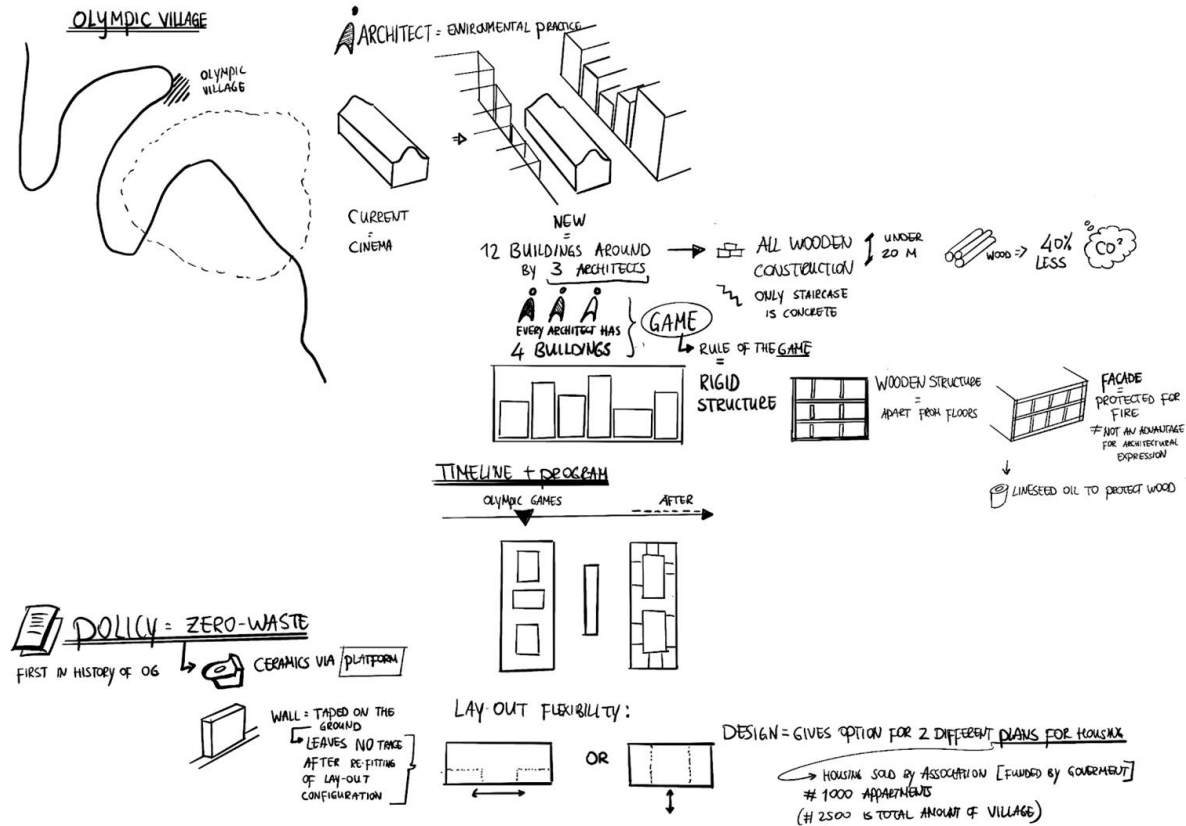 OLYMPIC VILLAGE
OLYMPIC
VILLAGE
ARCHITECT = ENVIRONMENTAL PRACTICE
CURRENT
=
CINEMA
NEW
=
12 BUILDINGS AROUND
BY 3 ARCHITECTS
EVERY ARCHITECT HAS
4 BUILDINGS
GAME
RULE OF THE GAME
=
RIGID
STRUCTURE
ALL WOODEN
CONSTRUCTION
UNDER
20 M
WOOD
40%
LESS
CO²
ONLY STAIRCASE
IS CONCRETE
WOODEN STRUCTURE
=
APART FROM FLOORS
FACADE
=
PROTECTED FOR
FIRE
≠ NOT AN ADVANTAGE
FOR ARCHITECTURAL
EXPRESSION
LINESEED OIL TO PROTECT WOOD
TIMELINE + PROGRAM
OLYMPIC GAMES
AFTER
POLICY = ZERO-WASTE
FIRST IN HISTORY OF OG
CERAMICS VIA PLATFORM
WALL = TAPED ON THE
GROUND
LEAVES NO TRACE
AFTER RE-FITTING
OF LAY-OUT
CONFIGURATION
LAY-OUT FLEXIBILITY:
OR
DESIGN = GIVES OPTION FOR 2 DIFFERENT PLANS FOR HOUSING
HOUSING SOLD BY ASSOCIATION [FUNDED BY GOVERMENT]
# 1000 APPARTMENTS
(# 2500 IS TOTAL AMOUNT OF VILLAGE)